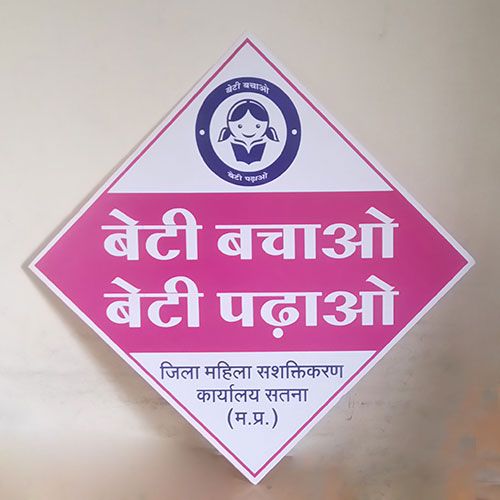 बेटी बचाओ
बेटी पढ़ाओ
बेटी बचाओ
बेटी पढ़ाओ
जिला महिला सशक्तिकरण
कार्यालय सतना
(म.प्र.)